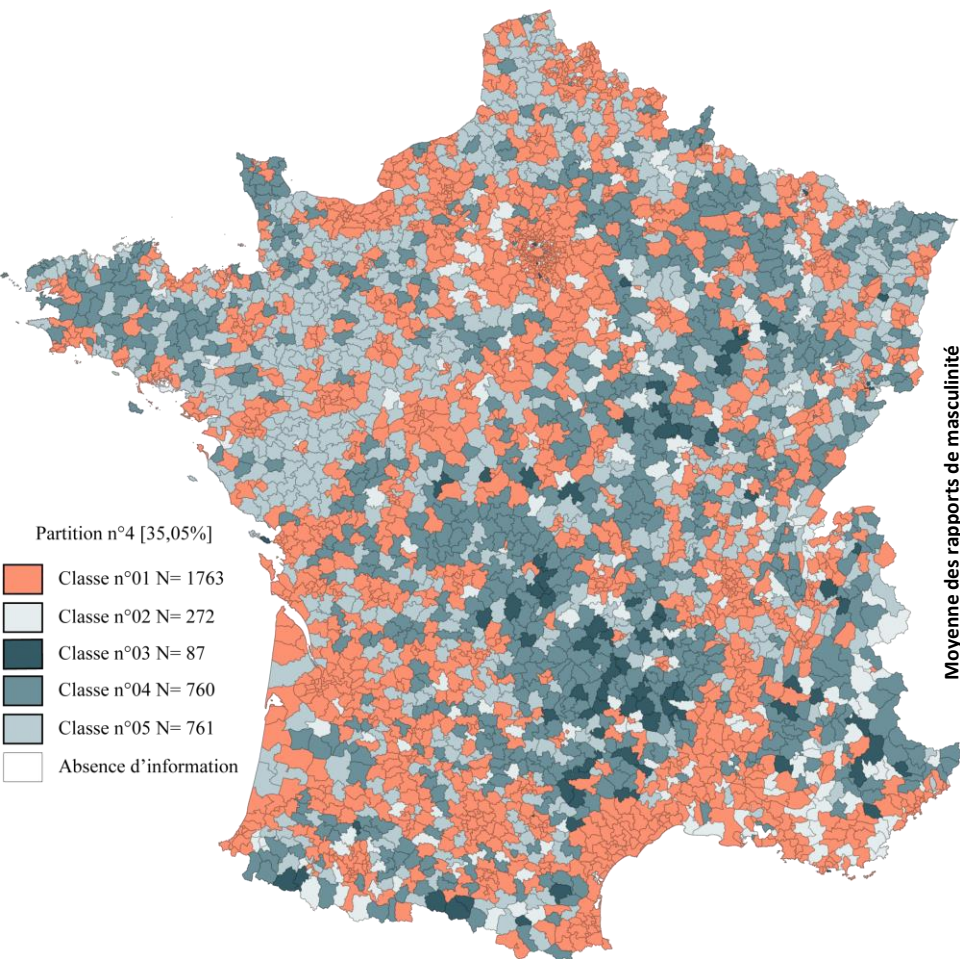 Partition n°4 [35,05%]
Classe n°01 N= 1763
Classe n°02 N= 272
Classe n°03 N= 87
Classe n°04 N= 760
Classe n°05 N= 761
Absence d’information
Moyenne des rapports de masculinité